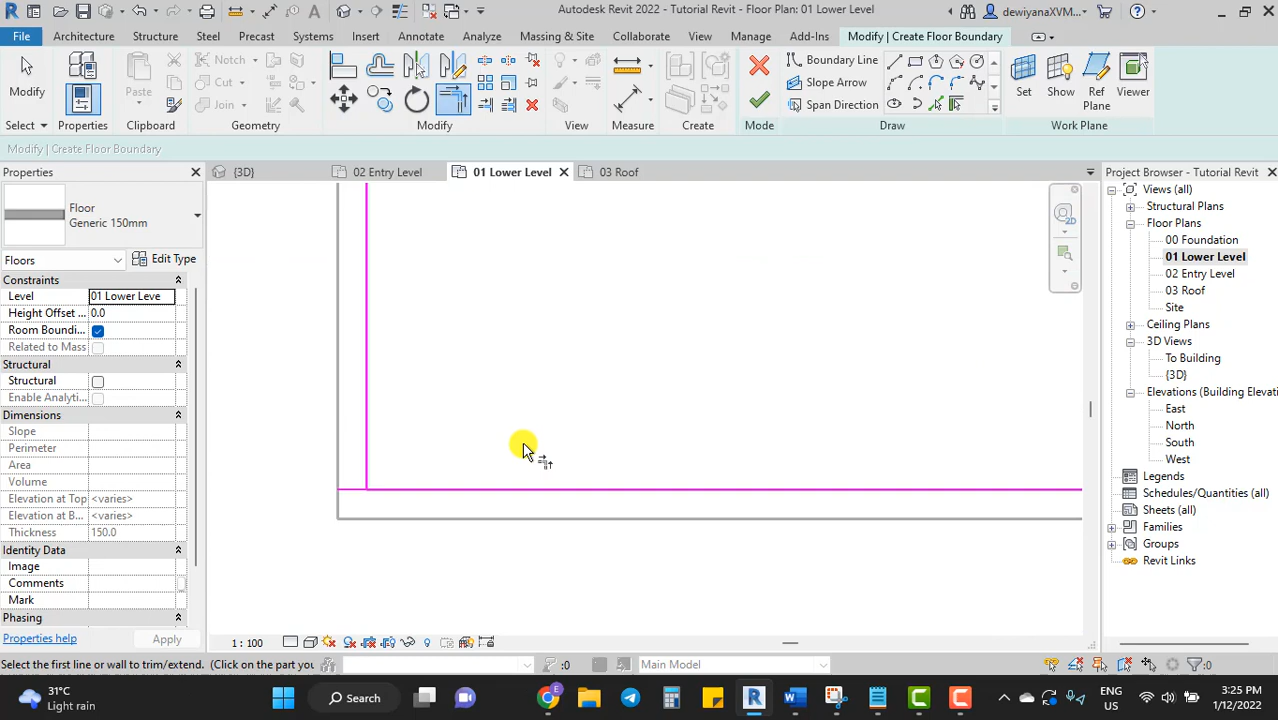 Autodesk Revit 2022 - Tutorial Revit - Floor Plan: 01 Lower Level
dewiyanaXVM...
File Architecture Structure Steel Precast Systems Insert Annotate Analyze Massing & Site Collaborate View Manage Add-Ins Modify | Create Floor Boundary
Notch
Cut
Join
Modify
Properties
Paste
Boundary Line
Slope Arrow
Span Direction
Set
Show
Ref
Plane
Viewer
Select
Properties
Clipboard
Geometry
Modify
View
Measure
Create
Mode
Draw
Work Plane
Modify | Create Floor Boundary
Properties
{3D}
02 Entry Level
01 Lower Level
03 Roof
Project Browser - Tutorial Revit
Floor
Generic 150mm
Floors
Edit Type
Constraints
Level 01 Lower Leve
Height Offset ... 0.0
Room Boundi...
Related to Mass
Structural
Structural
Enable Analyti...
Dimensions
Slope
Perimeter
Area
Volume
Elevation at Top <varies>
Elevation at B... <varies>
Thickness 150.0
Identity Data
Image
Comments
Mark
Phasing
Properties help
Apply
2D
Views (all)
Structural Plans
Floor Plans
00 Foundation
01 Lower Level
02 Entry Level
03 Roof
Site
Ceiling Plans
3D Views
To Building
{3D}
Elevations (Building Elevati
East
North
South
West
Legends
Schedules/Quantities (all)
Sheets (all)
Families
Groups
Revit Links
1 : 100
Select the first line or wall to trim/extend. (Click on the part you
:0
Main Model
:0
31°C
Light rain
Search
ENG
US
3:25 PM
1/12/2022